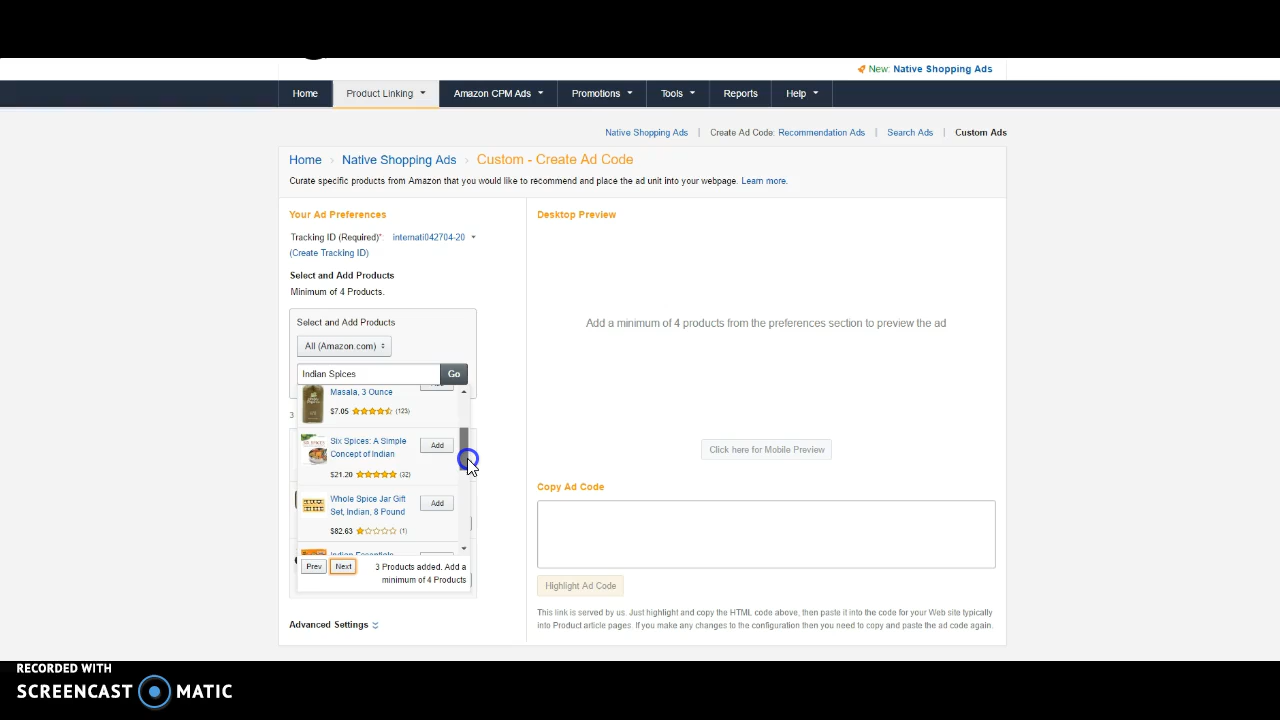 New: Native Shopping Ads
Home Product Linking Amazon CPM Ads Promotions Tools Reports Help
Native Shopping Ads | Create Ad Code: Recommendation Ads | Search Ads | Custom Ads
Home › Native Shopping Ads › Custom - Create Ad Code
Curate specific products from Amazon that you would like to recommend and place the ad unit into your webpage. Learn more.
Your Ad Preferences
Tracking ID (Required)*: internati042704-20
(Create Tracking ID)
Select and Add Products
Minimum of 4 Products.
Select and Add Products
All (Amazon.com)
Indian Spices Go
Masala, 3 Ounce
$7.05 (123)
3
Six Spices: A Simple
Concept of Indian
Add
$21.20 (32)
Whole Spice Jar Gift
Set, Indian, 8 Pound
Add
$82.63 (1)
Indian Essentials
Prev Next
3 Products added. Add a
minimum of 4 Products
Advanced Settings
Desktop Preview
Add a minimum of 4 products from the preferences section to preview the ad
Click here for Mobile Preview
Copy Ad Code
Highlight Ad Code
This link is served by us. Just highlight and copy the HTML code above, then paste it into the code for your Web site typically
into Product article pages. If you make any changes to the configuration then you need to copy and paste the ad code again.
RECORDED WITH
SCREENCAST MATIC